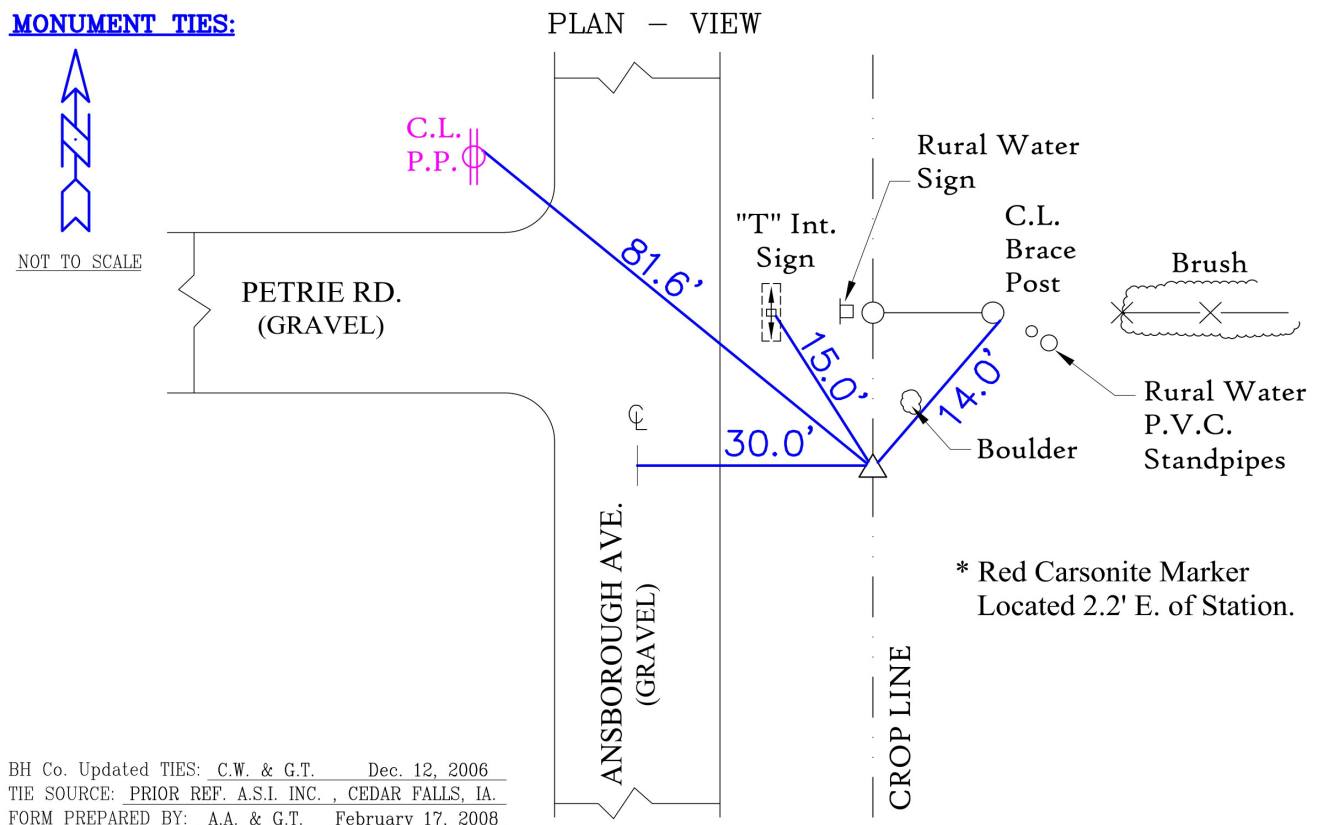 MONUMENT TIES:
PLAN - VIEW
NOT TO SCALE
C.L.
P.P.
Rural Water
Sign
"T" Int.
Sign
C.L.
Brace
Post
Brush
PETRIE RD.
(GRAVEL)
81.6'
15.0'
14.0'
30.0'
℄
Boulder
Rural Water
P.V.C.
Standpipes
ANSBOROUGH AVE.
(GRAVEL)
CROP LINE
* Red Carsonite Marker
Located 2.2' E. of Station.
BH Co. Updated TIES: C.W. & G.T. Dec. 12, 2006
TIE SOURCE: PRIOR REF. A.S.I. INC. , CEDAR FALLS, IA.
FORM PREPARED BY: A.A. & G.T. February 17, 2008